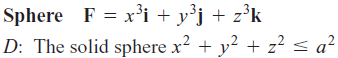 Sphere F = x³i + y³j + z³k
D: The solid sphere x² + y² + z² ≤ a²